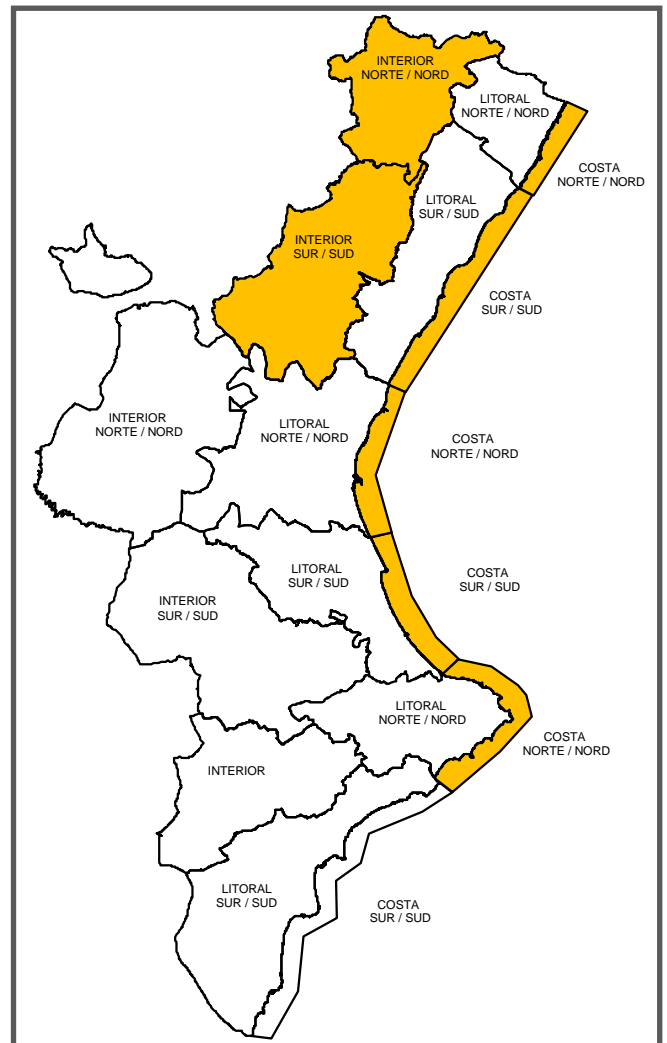 INTERIOR
NORTE / NORD
LITORAL
NORTE / NORD
COSTA
NORTE / NORD
LITORAL
SUR / SUD
INTERIOR
SUR / SUD
COSTA
SUR / SUD
INTERIOR
NORTE / NORD
LITORAL
NORTE / NORD
COSTA
NORTE / NORD
LITORAL
SUR / SUD
COSTA
SUR / SUD
INTERIOR
SUR / SUD
LITORAL
NORTE / NORD
COSTA
NORTE / NORD
INTERIOR
LITORAL
SUR / SUD
COSTA
SUR / SUD